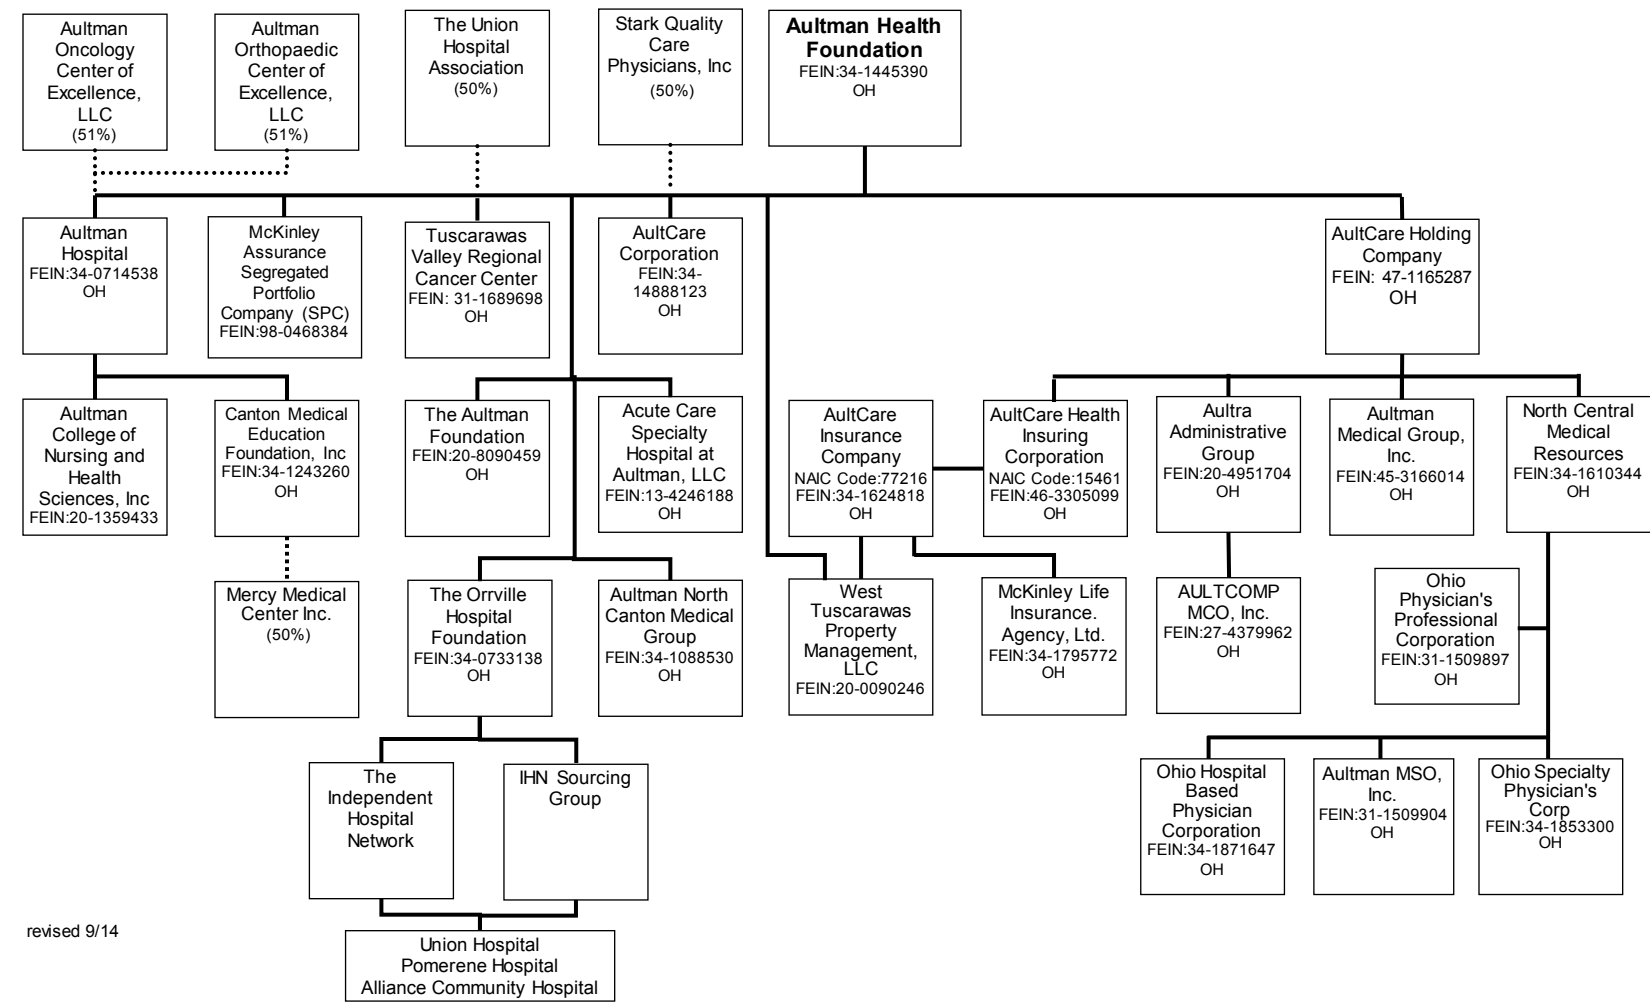 Aultman
Oncology
Center of
Excellence,
LLC
(51%)
Aultman
Orthopaedic
Center of
Excellence,
LLC
(51%)
The Union
Hospital
Association
(50%)
Stark Quality
Care
Physicians, Inc
(50%)
Aultman Health
Foundation
FEIN:34-1445390
OH
Aultman
Hospital
FEIN:34-0714538
OH
McKinley
Assurance
Segregated
Portfolio
Company (SPC)
FEIN:98-0468384
Tuscarawas
Valley Regional
Cancer Center
FEIN: 31-1689698
OH
AultCare
Corporation
FEIN:34-
14888123
OH
AultCare Holding
Company
FEIN: 47-1165287
OH
Aultman
College of
Nursing and
Health
Sciences, Inc
FEIN:20-1359433
Canton Medical
Education
Foundation, Inc
FEIN:34-1243260
OH
The Aultman
Foundation
FEIN:20-8090459
OH
Acute Care
Specialty
Hospital at
Aultman, LLC
FEIN:13-4246188
OH
AultCare
Insurance
Company
NAIC Code:77216
FEIN:34-1624818
OH
AultCare Health
Insuring
Corporation
NAIC Code:15461
FEIN:46-3305099
OH
Aultra
Administrative
Group
FEIN:20-4951704
OH
Aultman
Medical Group,
Inc.
FEIN:45-3166014
OH
North Central
Medical
Resources
FEIN:34-1610344
OH
Mercy Medical
Center Inc.
(50%)
The Orrville
Hospital
Foundation
FEIN:34-0733138
OH
Aultman North
Canton Medical
Group
FEIN:34-1088530
OH
West
Tuscarawas
Property
Management,
LLC
FEIN:20-0090246
McKinley Life
Insurance.
Agency, Ltd.
FEIN:34-1795772
OH
AULTCOMP
MCO, Inc.
FEIN:27-4379962
OH
Ohio
Physician's
Professional
Corporation
FEIN:31-1509897
OH
The
Independent
Hospital
Network
IHN Sourcing
Group
Ohio Hospital
Based
Physician
Corporation
FEIN:34-1871647
OH
Aultman MSO,
Inc.
FEIN:31-1509904
OH
Ohio Specialty
Physician's
Corp
FEIN:34-1853300
OH
revised 9/14
Union Hospital
Pomerene Hospital
Alliance Community Hospital